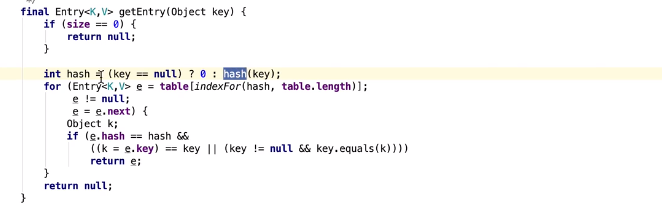 */
final Entry<K,V> getEntry(Object key) {
if (size == 0) {
return null;
}
int hash = (key == null) ? 0 : hash(key);
for (Entry<K,V> e = table[indexFor(hash, table.length)];
e != null;
e = e.next) {
Object k;
if (e.hash == hash &&
((k = e.key) == key || (key != null && key.equals(k))))
return e;
}
return null;
}